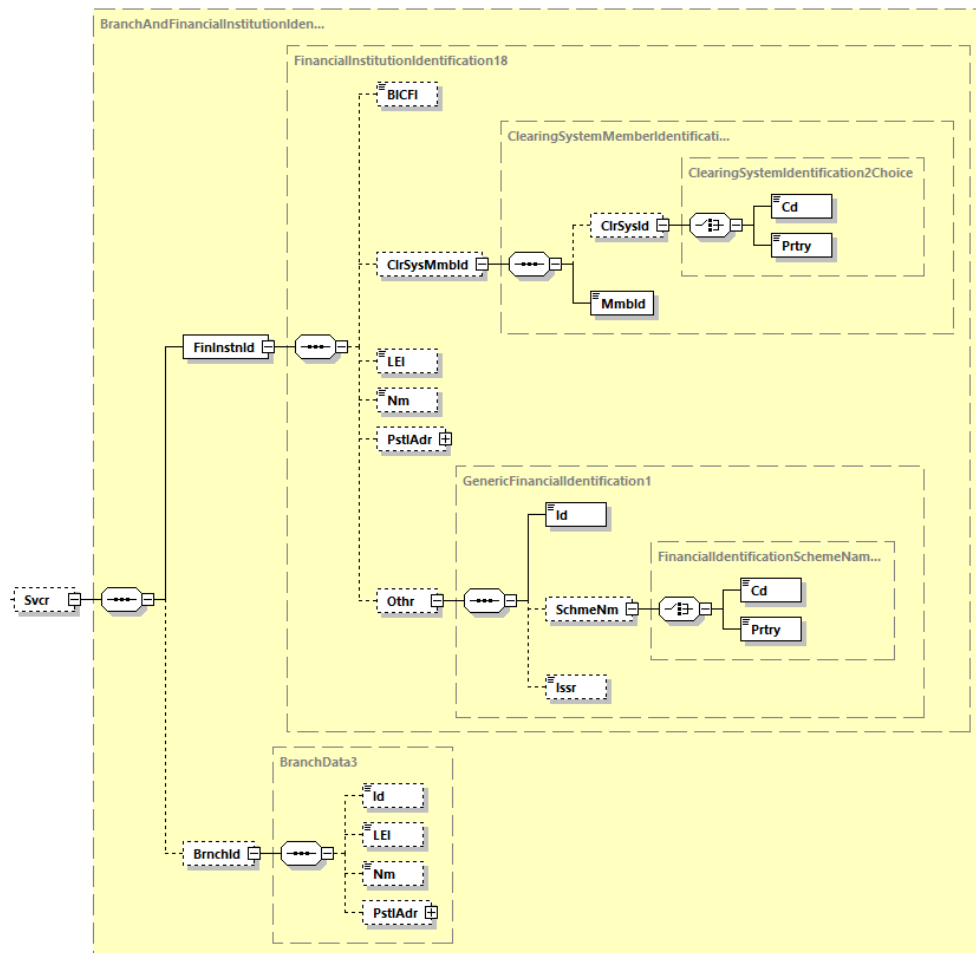 BranchAndFinancialInstitutionIden...
FinancialInstitutionIdentification18
BICFI
ClearingSystemMemberIdentificati...
ClearingSystemIdentification2Choice
Cd
ClrSysId
Prtry
ClrSysMmbId
MmbId
FinInstnId
LEI
Nm
PstlAdr
GenericFinancialIdentification1
Id
FinancialIdentificationSchemeNam...
Cd
Svcr
Othr
SchmeNm
Prtry
Issr
BranchData3
Id
LEI
BrnchId
Nm
PstlAdr